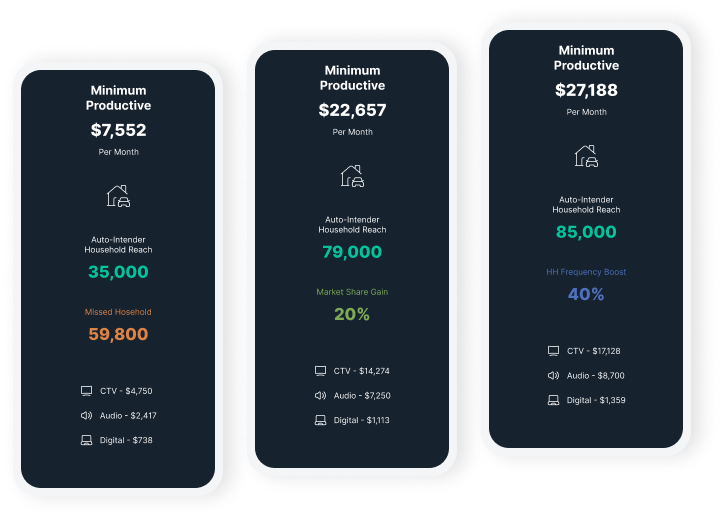 Minimum
Productive
$7,552
Per Month
Auto-Intender
Household Reach
35,000
Missed Hosehold
59,800
CTV - $4,750
Audio - $2,417
Digital - $738
Minimum
Productive
$22,657
Per Month
Auto-Intender
Household Reach
79,000
Market Share Gain
20%
CTV - $14,274
Audio - $7,250
Digital - $1,113
Minimum
Productive
$27,188
Per Month
Auto-Intender
Household Reach
85,000
HH Frequency Boost
40%
CTV - $17,128
Audio - $8,700
Digital - $1,359